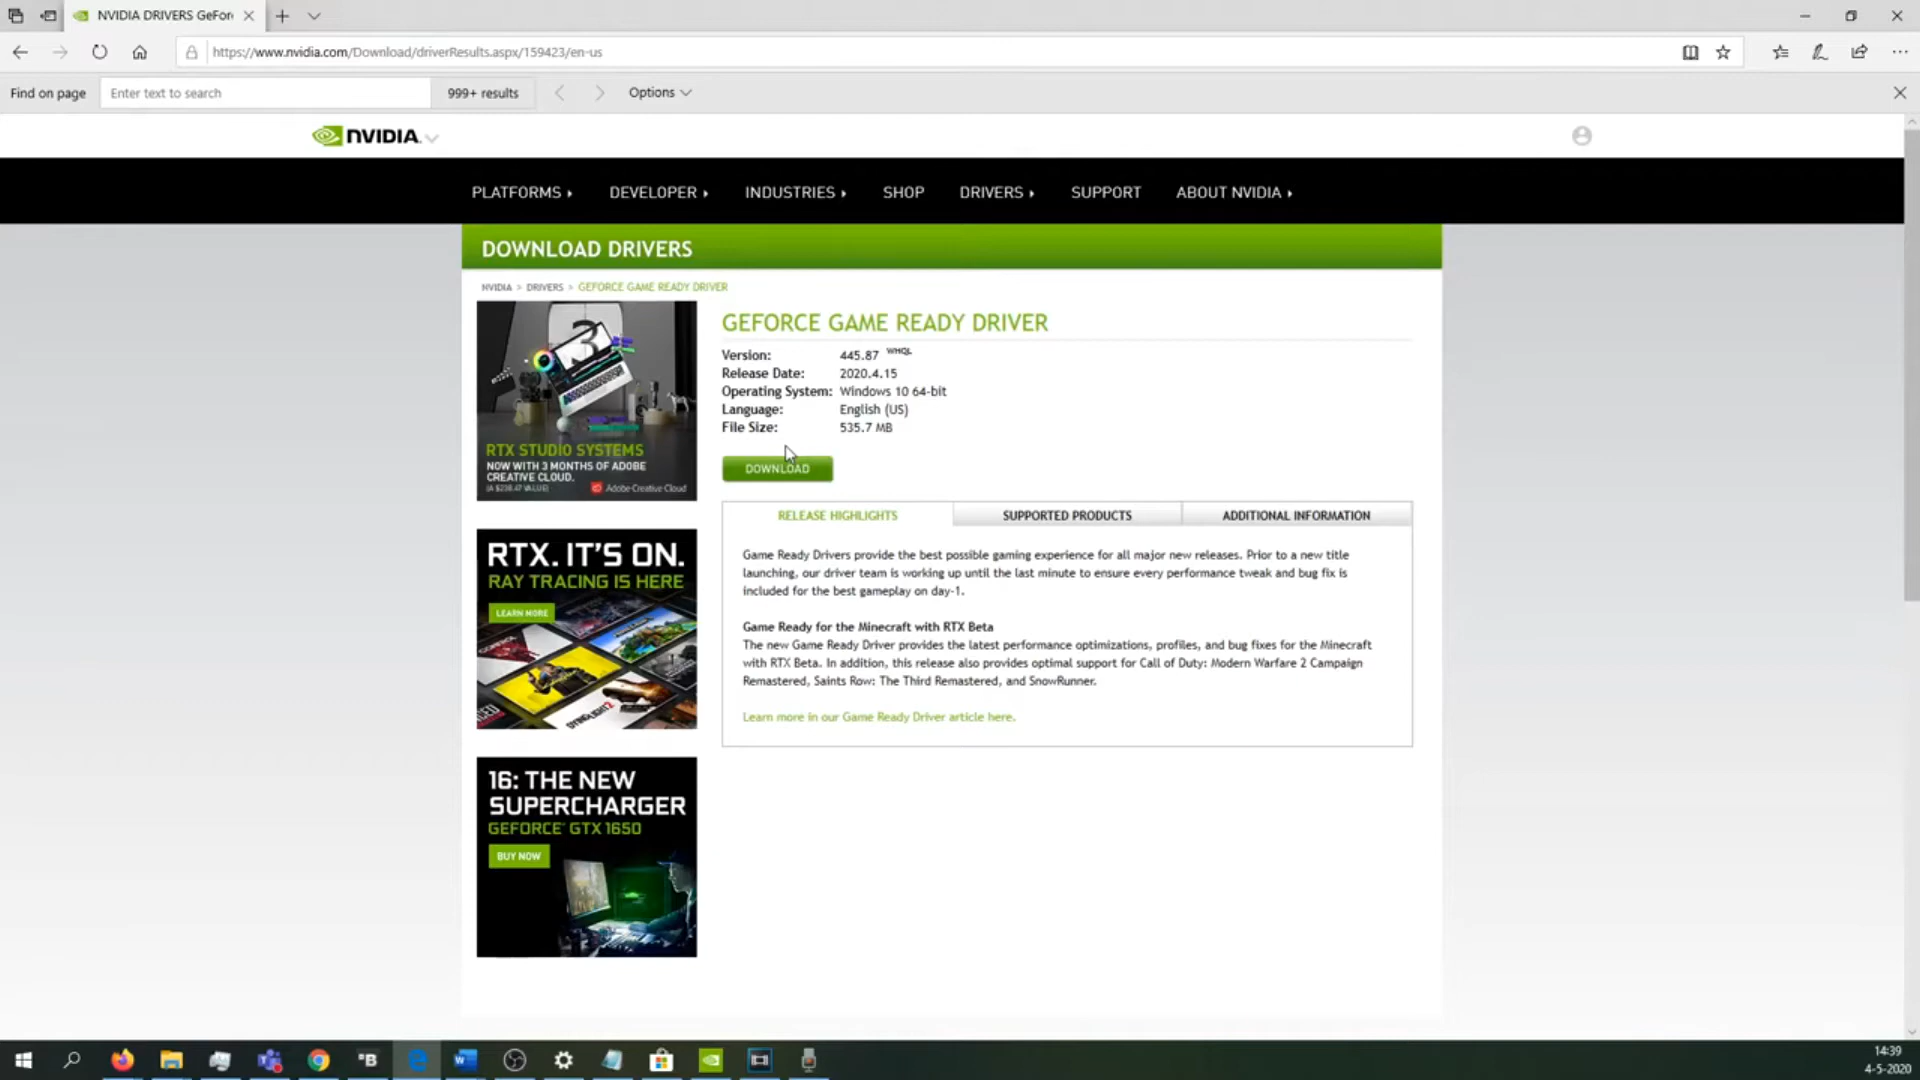 NVIDIA DRIVERS GeFor
https://www.nvidia.com/Download/driverResults.aspx/159423/en-us
Find on page
Enter text to search
999+ results
Options
NVIDIA.
PLATFORMS
DEVELOPER
INDUSTRIES
SHOP
DRIVERS
SUPPORT
ABOUT NVIDIA
DOWNLOAD DRIVERS
NVIDIA > DRIVERS > GEFORCE GAME READY DRIVER
3
RTX STUDIO SYSTEMS
NOW WITH 3 MONTHS OF ADOBE
CREATIVE CLOUD.
(A $238.47 VALUE)
Adobe Creative Cloud
GEFORCE GAME READY DRIVER
Version: 445.87 WHQL
Release Date: 2020.4.15
Operating System: Windows 10 64-bit
Language: English (US)
File Size: 535.7 MB
DOWNLOAD
RELEASE HIGHLIGHTS
SUPPORTED PRODUCTS
ADDITIONAL INFORMATION
Game Ready Drivers provide the best possible gaming experience for all major new releases. Prior to a new title
launching, our driver team is working up until the last minute to ensure every performance tweak and bug fix is
included for the best gameplay on day-1.
Game Ready for the Minecraft with RTX Beta
The new Game Ready Driver provides the latest performance optimizations, profiles, and bug fixes for the Minecraft
with RTX Beta. In addition, this release also provides optimal support for Call of Duty: Modern Warfare 2 Campaign
Remastered, Saints Row: The Third Remastered, and SnowRunner.
Learn more in our Game Ready Driver article here.
RTX. IT'S ON.
RAY TRACING IS HERE
LEARN MORE
DYING LIGHT 2
16: THE NEW
SUPERCHARGER
GEFORCE® GTX 1650
BUY NOW
14:39
4-5-2020